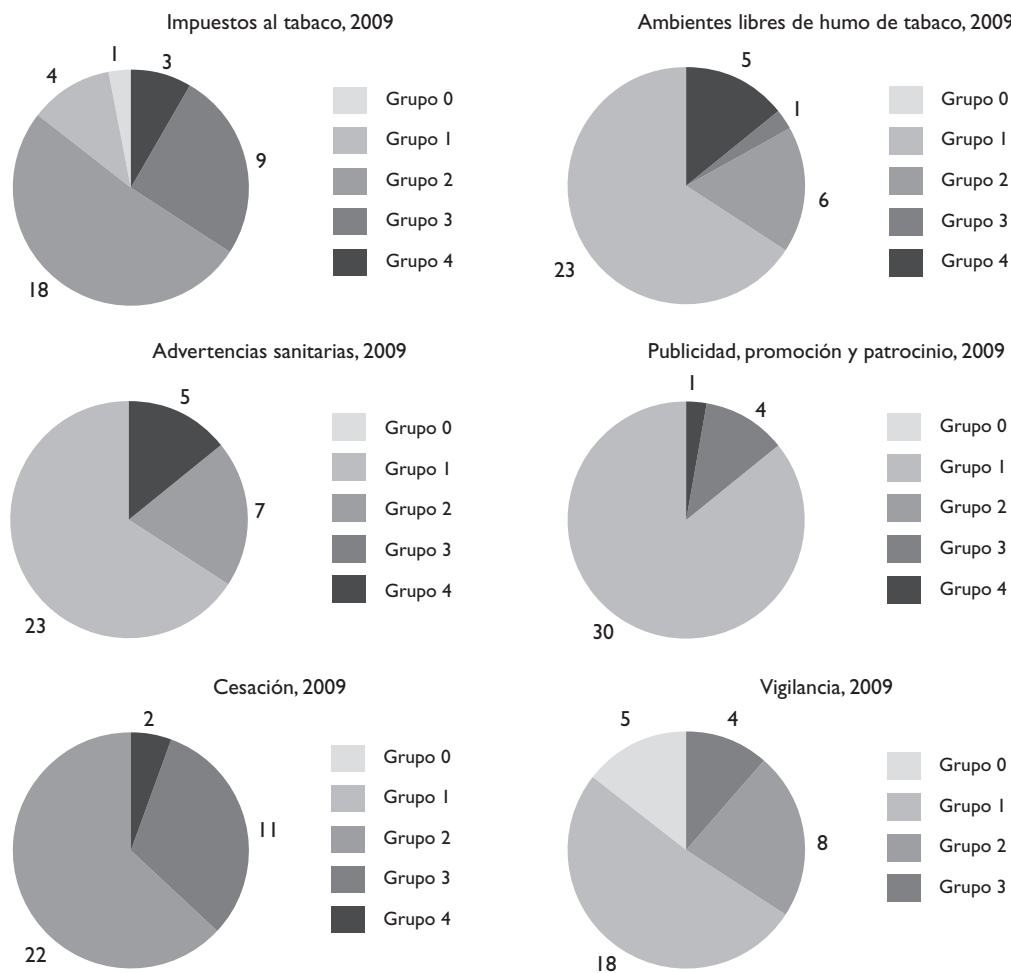 Impuestos al tabaco, 2009
1
3
4
9
18
Grupo 0
Grupo 1
Grupo 2
Grupo 3
Grupo 4
Ambientes libres de humo de tabaco, 2009
5
1
6
23
Grupo 0
Grupo 1
Grupo 2
Grupo 3
Grupo 4
Advertencias sanitarias, 2009
5
7
23
Grupo 0
Grupo 1
Grupo 2
Grupo 3
Grupo 4
Publicidad, promoción y patrocinio, 2009
1
4
30
Grupo 0
Grupo 1
Grupo 2
Grupo 3
Grupo 4
Cesación, 2009
2
11
22
Grupo 0
Grupo 1
Grupo 2
Grupo 3
Grupo 4
Vigilancia, 2009
5
4
8
18
Grupo 0
Grupo 1
Grupo 2
Grupo 3